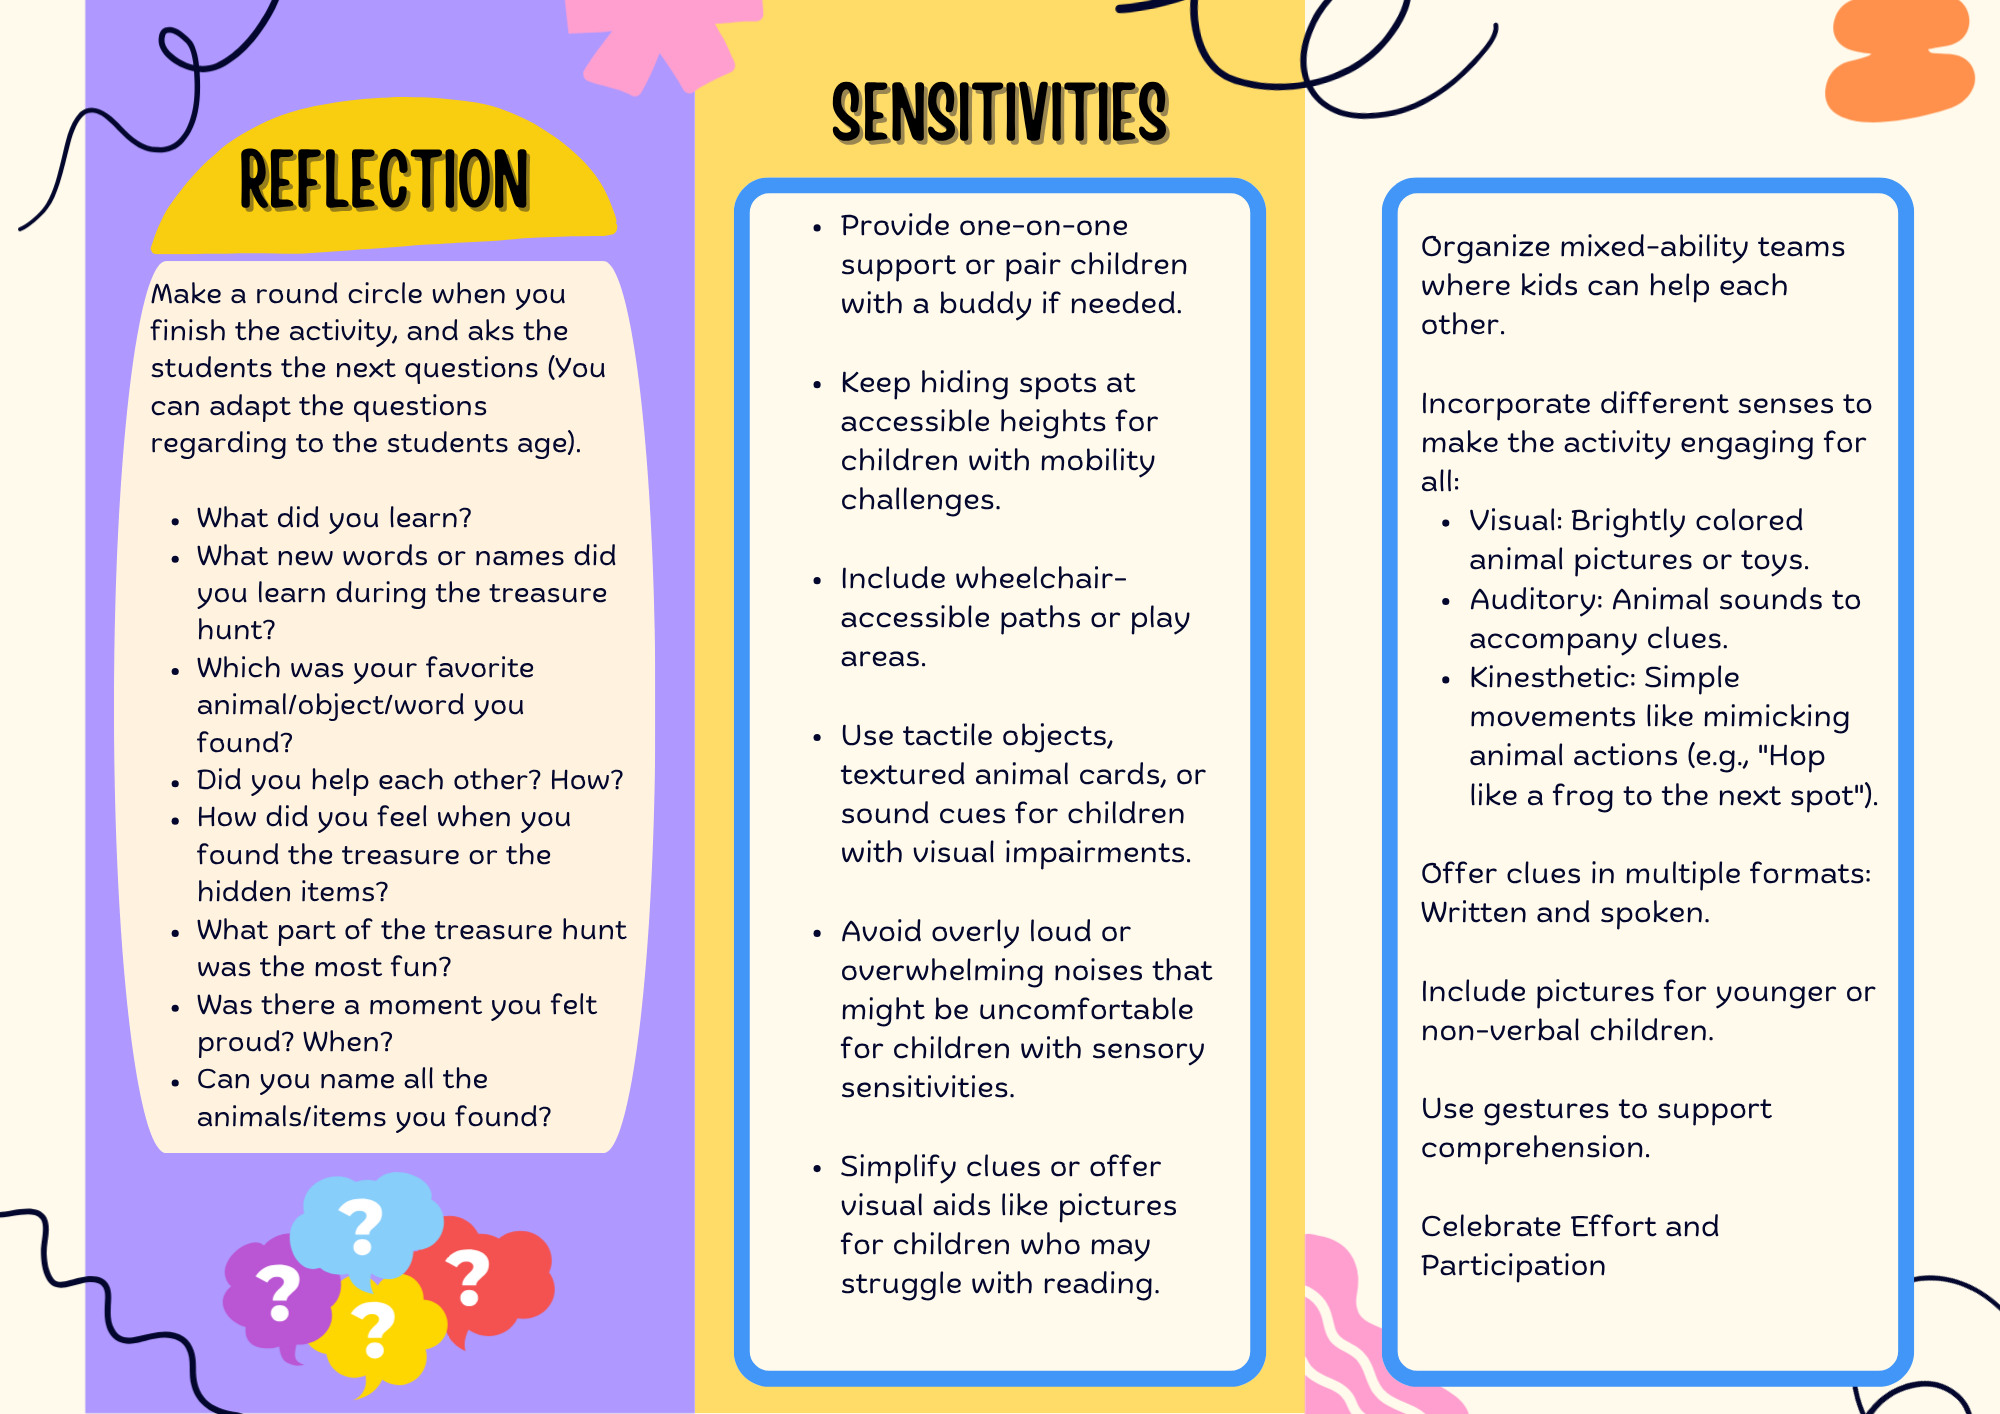 REFLECTION
Make a round circle when you
finish the activity, and aks the
students the next questions (You
can adapt the questions
regarding to the students age).
• What did you learn?
• What new words or names did
you learn during the treasure
hunt?
• Which was your favorite
animal/object/word you
found?
• Did you help each other? How?
• How did you feel when you
found the treasure or the
hidden items?
• What part of the treasure hunt
was the most fun?
• Was there a moment you felt
proud? When?
• Can you name all the
animals/items you found?
?
?
?
?
SENSITIVITIES
• Provide one-on-one
support or pair children
with a buddy if needed.
• Keep hiding spots at
accessible heights for
children with mobility
challenges.
• Include wheelchair-
accessible paths or play
areas.
• Use tactile objects,
textured animal cards, or
sound cues for children
with visual impairments.
• Avoid overly loud or
overwhelming noises that
might be uncomfortable
for children with sensory
sensitivities.
• Simplify clues or offer
visual aids like pictures
for children who may
struggle with reading.
Organize mixed-ability teams
where kids can help each
other.
Incorporate different senses to
make the activity engaging for
all:
• Visual: Brightly colored
animal pictures or toys.
• Auditory: Animal sounds to
accompany clues.
• Kinesthetic: Simple
movements like mimicking
animal actions (e.g., "Hop
like a frog to the next spot").
Offer clues in multiple formats:
Written and spoken.
Include pictures for younger or
non-verbal children.
Use gestures to support
comprehension.
Celebrate Effort and
Participation